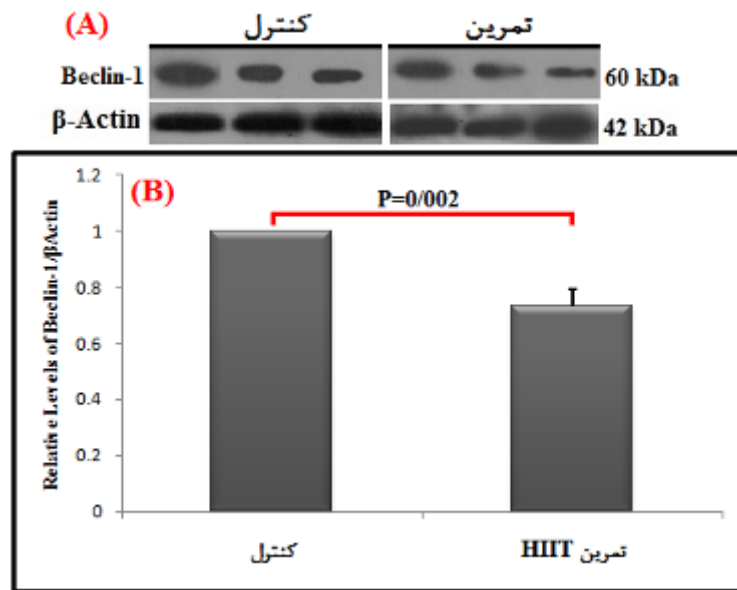 (A) کنترل تمرین
Beclin-1 60 kDa
β-Actin 42 kDa
(B)
P=0/002
Relative Levels of Beclin-1/βActin
1.2
1
0.8
0.6
0.4
0.2
0
کنترل
تمرین HIIT